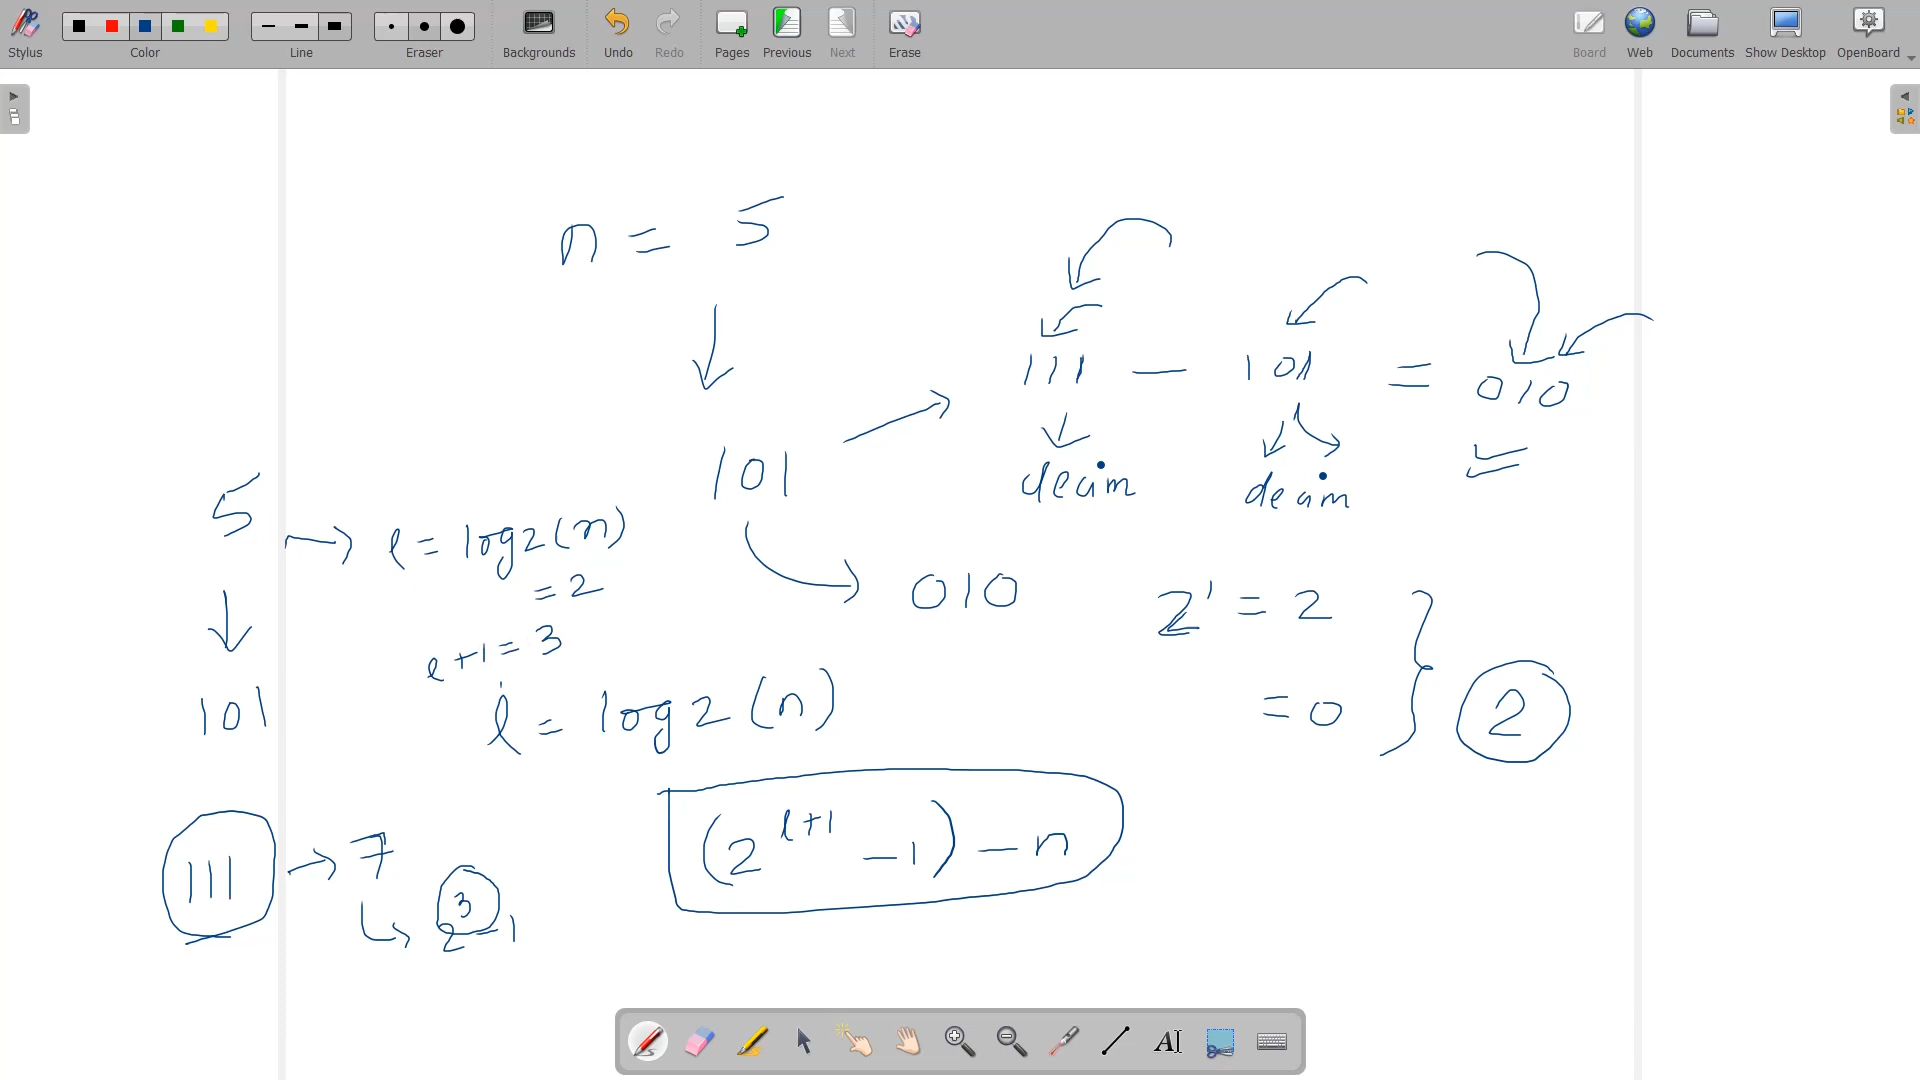 Stylus Color Line Eraser Backgrounds Undo Redo Pages Previous Next Erase Board Web Documents Show Desktop OpenBoard
n = 5
111 — 101 = 010
101
decim decim
5
l = log2(n)
= 2
010
2¹ = 2
l+1 = 3
101
l = log2(n)
= 0
2
(2^(l+1) - 1) - n
111 → 7
2³-1
AI